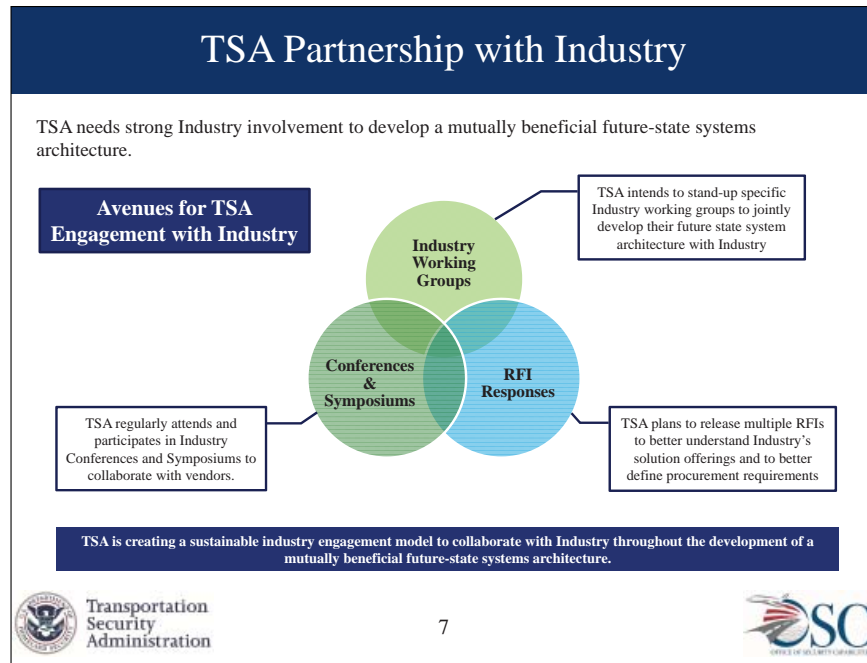 TSA Partnership with Industry
TSA needs strong Industry involvement to develop a mutually beneficial future-state systems
architecture.
Avenues for TSA
Engagement with Industry
TSA intends to stand-up specific
Industry working groups to jointly
develop their future state system
architecture with Industry
Industry
Working
Groups
Conferences
&
Symposiums
RFI
Responses
TSA regularly attends and
participates in Industry
Conferences and Symposiums to
collaborate with vendors.
TSA plans to release multiple RFIs
to better understand Industry's
solution offerings and to better
define procurement requirements
TSA is creating a sustainable industry engagement model to collaborate with Industry throughout the development of a
mutually beneficial future-state systems architecture.
Transportation
Security
Administration
7
OSC
OFFICE OF SECURITY CAPABILITIES